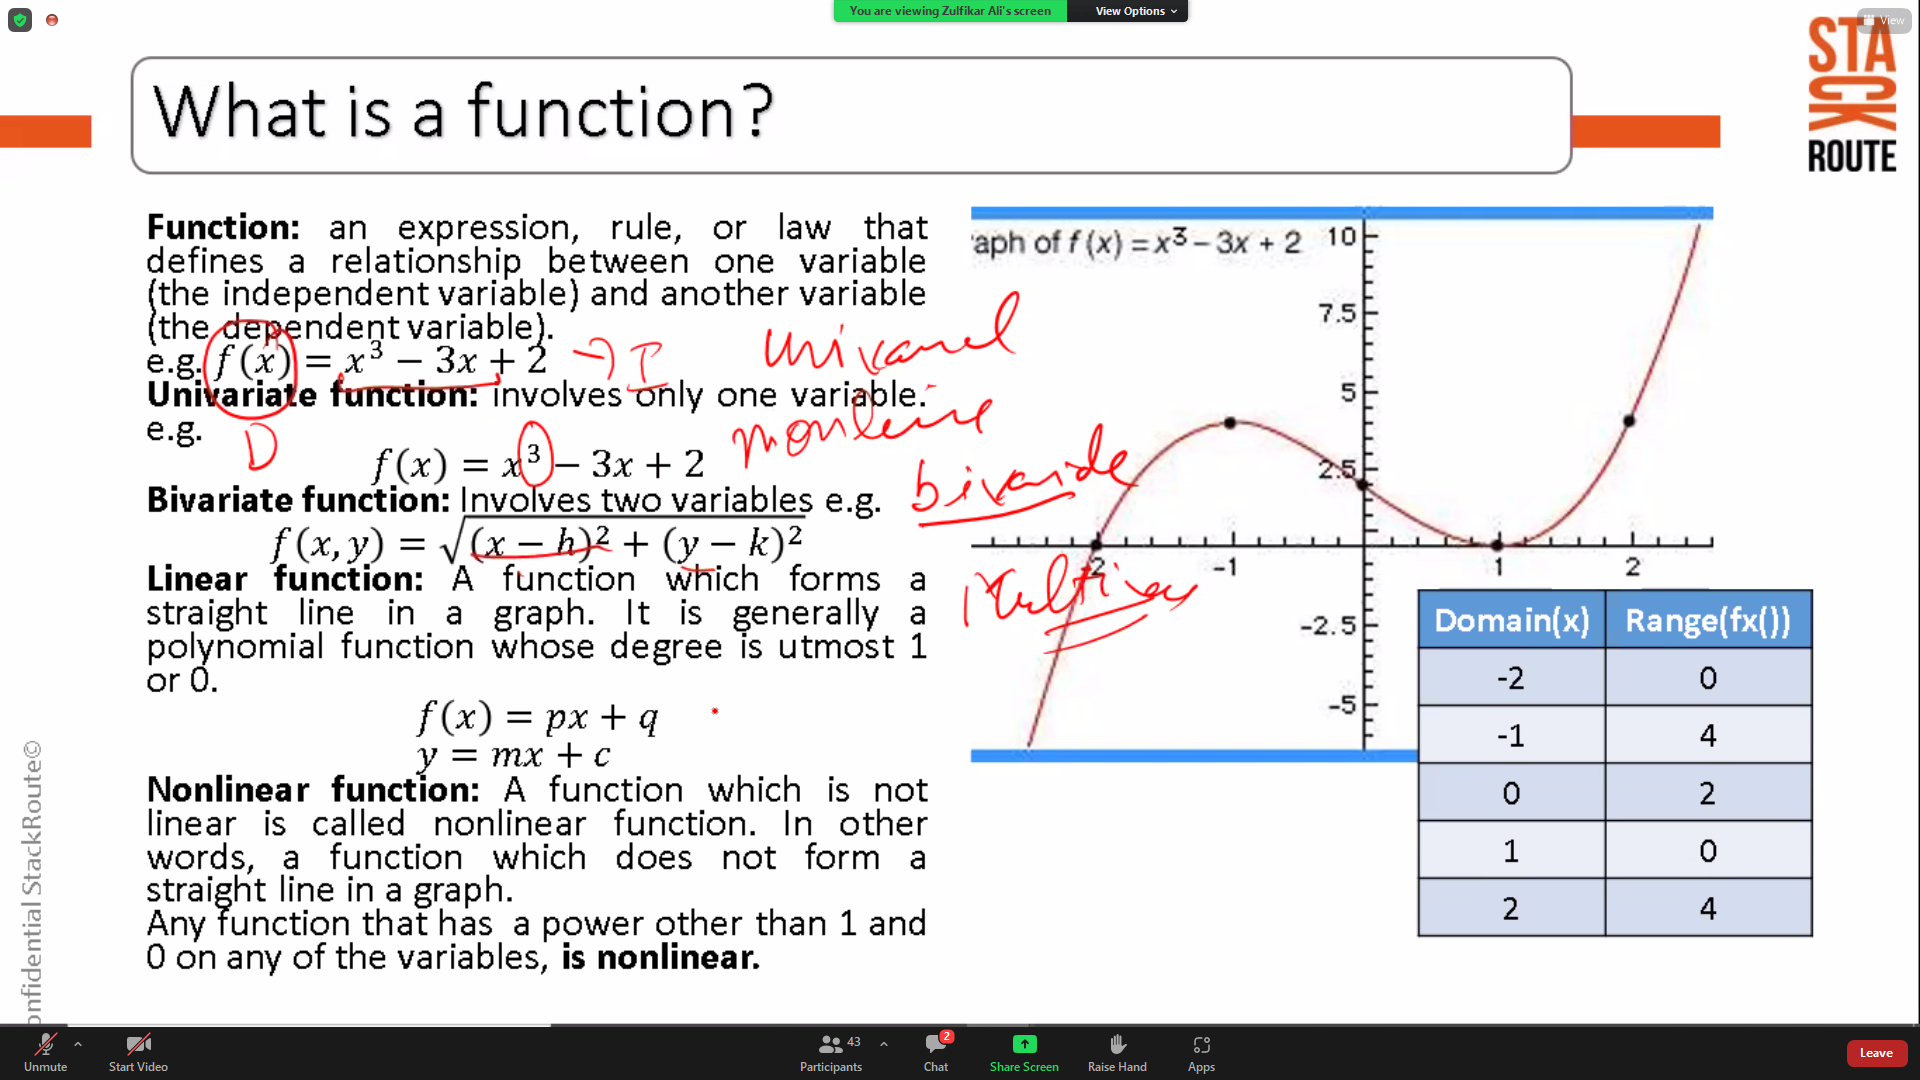 You are viewing Zulfikar Ali's screen View Options
View
STACK
ROUTE
What is a function?
Function: an expression, rule, or law that
defines a relationship between one variable
(the independent variable) and another variable
(the dependent variable).
e.g. f(x) = x³ − 3x + 2 → I
Univariate function: involves only one variable.
e.g.
D
f(x) = x³ − 3x + 2
Bivariate function: Involves two variables e.g.
f(x, y) = √(x − h)² + (y − k)²
Linear function: A function which forms a
straight line in a graph. It is generally a
polynomial function whose degree is utmost 1
or 0.
f(x) = px + q
y = mx + c
Nonlinear function: A function which is not
linear is called nonlinear function. In other
words, a function which does not form a
straight line in a graph.
Any function that has a power other than 1 and
0 on any of the variables, is nonlinear.
aph of f (x) = x³ − 3x + 2
10
7.5
5
2.5
-2 -1 1 2
-2.5
-5
Domain(x) Range(fx())
-2 0
-1 4
0 2
1 0
2 4
onfidential StackRoute©
Unmute Start Video Participants 43 Chat 2 Share Screen Raise Hand Apps Leave